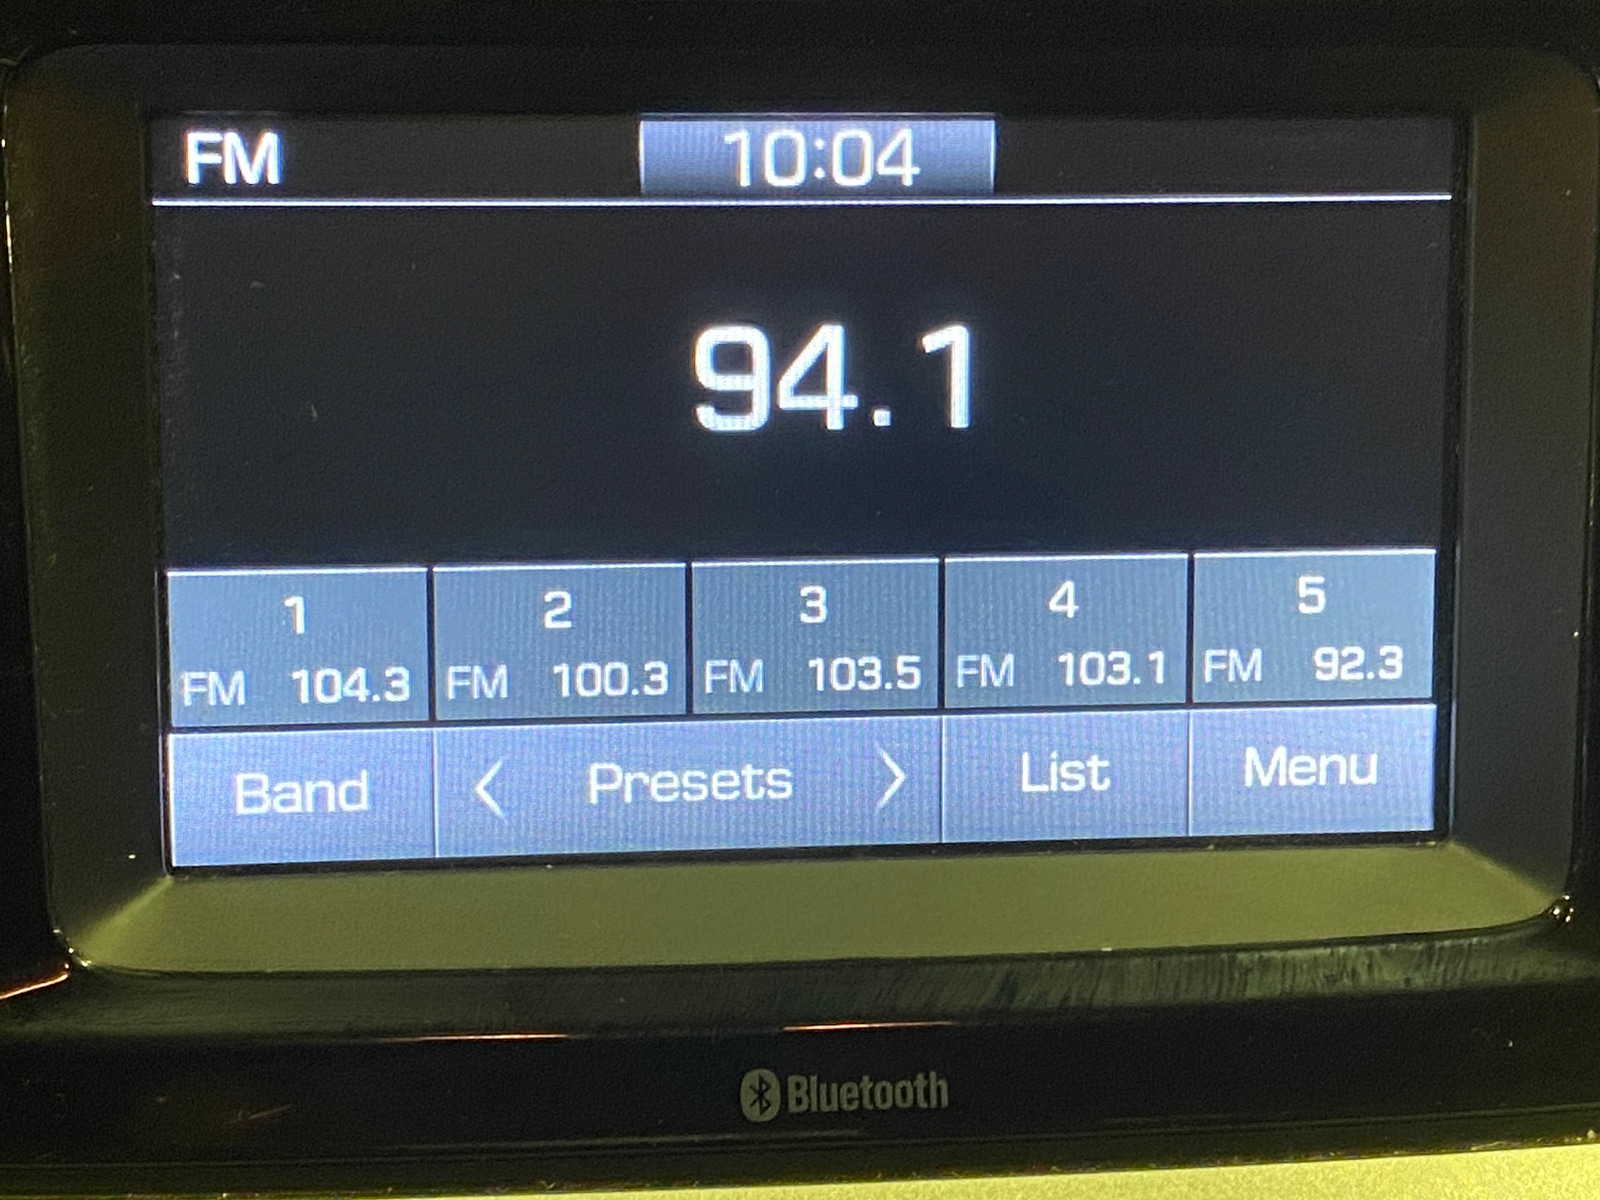 FM 10:04
94.1
1 2 3 4 5
FM 104.3 FM 100.3 FM 103.5 FM 103.1 FM 92.3
Band < Presets > List Menu
Bluetooth